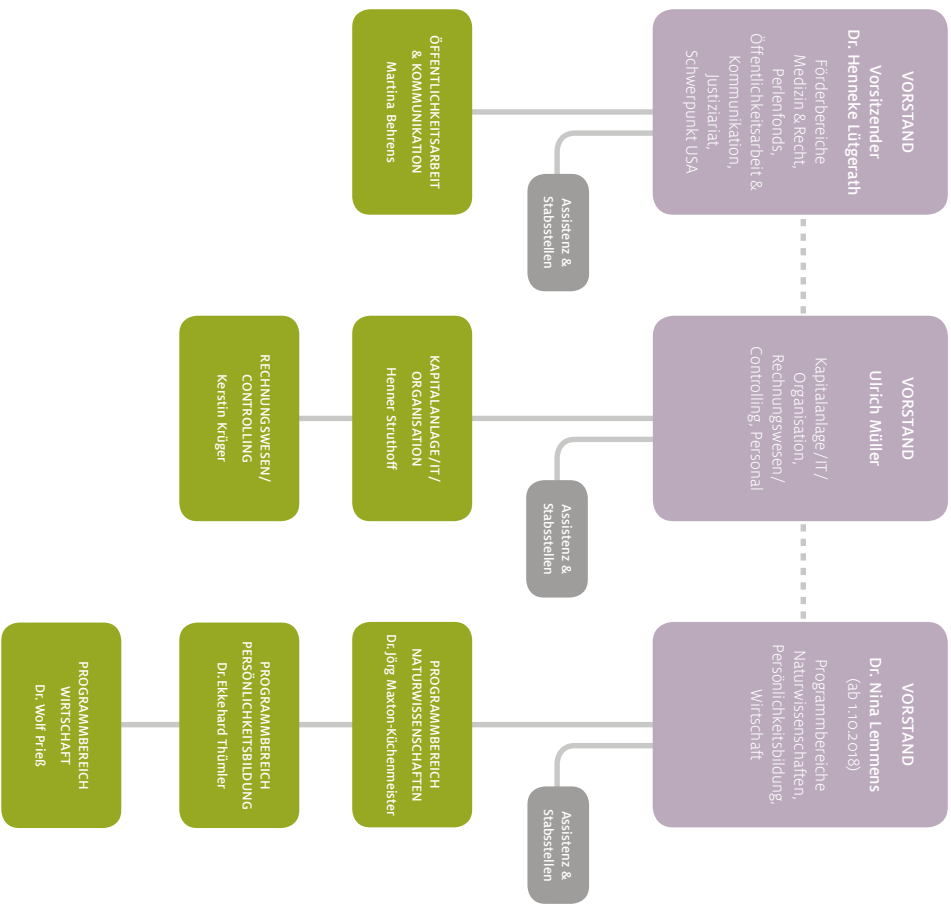 VORSTAND
Vorsitzender
Dr. Henneke Lütgerath
Förderbereiche
Medizin & Recht,
Perlenfonds,
Öffentlichkeitsarbeit &
Kommunikation,
Justiziariat,
Schwerpunkt USA
Assistenz &
Stabsstellen
ÖFFENTLICHKEITSARBEIT
& KOMMUNIKATION
Martina Behrens
VORSTAND
Ulrich Müller
Kapitalanlage/IT/
Organisation,
Rechnungswesen/
Controlling, Personal
Assistenz &
Stabsstellen
KAPITALANLAGE/IT/
ORGANISATION
Henner Struthoff
RECHNUNGSWESEN/
CONTROLLING
Kerstin Krüger
VORSTAND
Dr. Nina Lemmens
(ab 1.10.2018)
Programmbereiche
Naturwissenschaften,
Persönlichkeitsbildung,
Wirtschaft
Assistenz &
Stabsstellen
PROGRAMMBEREICH
NATURWISSENSCHAFTEN
Dr. Jörg Maxton-Küchenmeister
PROGRAMMBEREICH
PERSÖNLICHKEITSBILDUNG
Dr. Ekkehard Thümler
PROGRAMMBEREICH
WIRTSCHAFT
Dr. Wolf Prieß